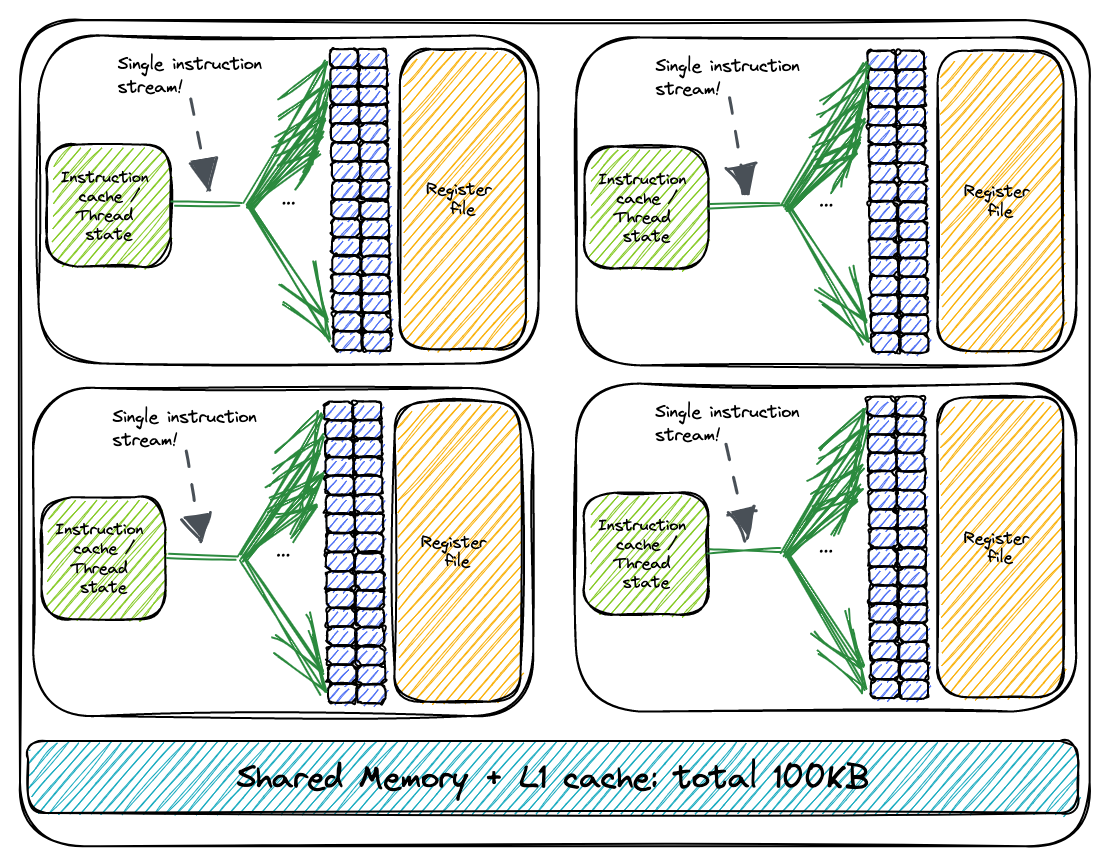 Single instruction
stream!
Instruction
cache /
Thread
state
...
Register
file
Single instruction
stream!
Instruction
cache /
Thread
state
...
Register
file
Single instruction
stream!
Instruction
cache /
Thread
state
...
Register
file
Single instruction
stream!
Instruction
cache /
Thread
state
...
Register
file
Shared Memory + L1 cache: total 100KB